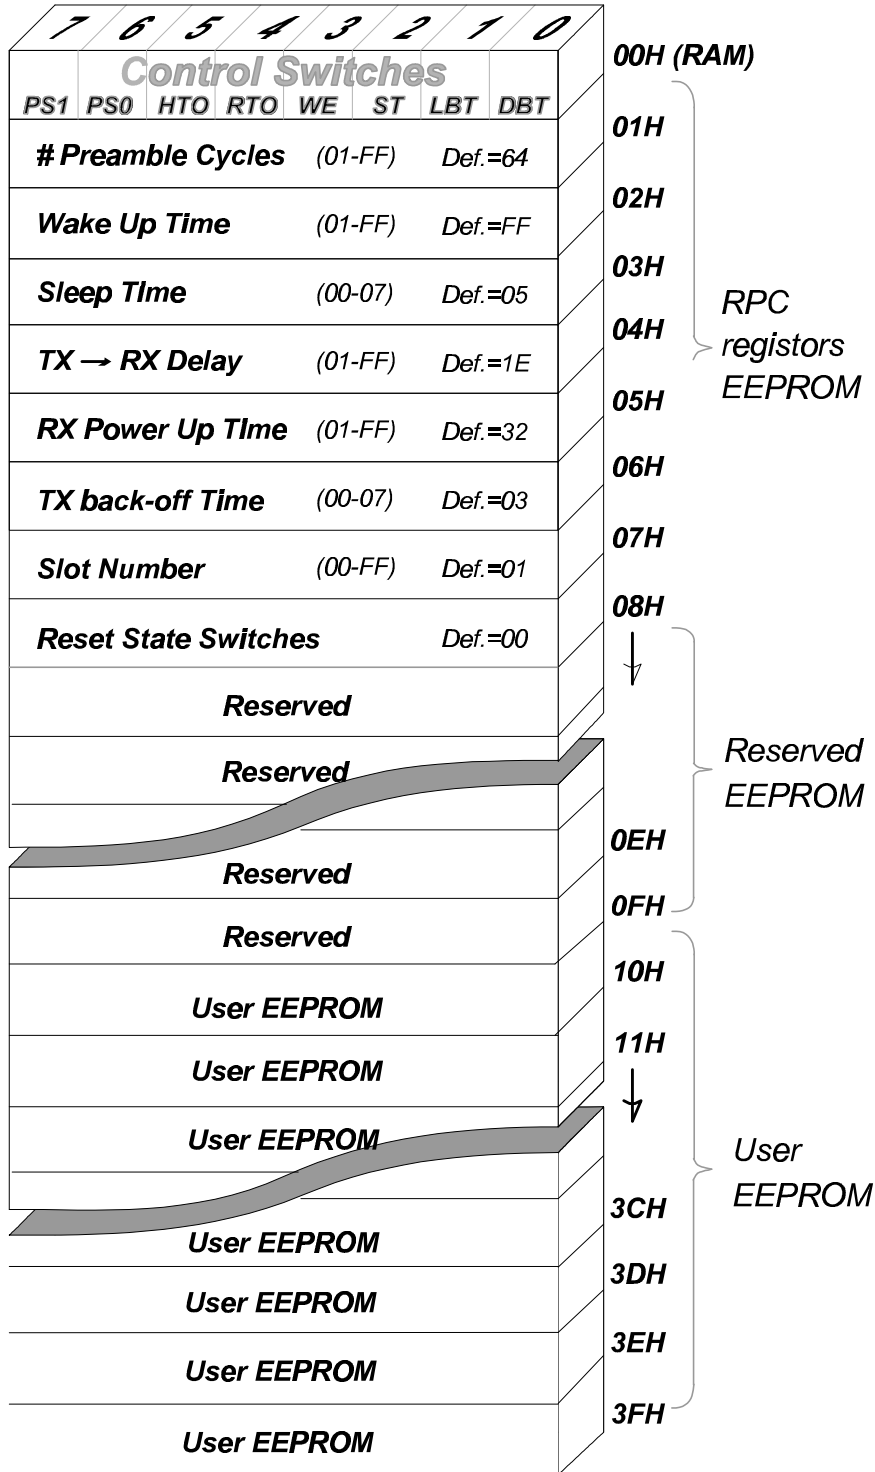 7 6 5 4 3 2 1 0
Control Switches
00H (RAM)
PS1 PS0 HTO RTO WE ST LBT DBT
01H
# Preamble Cycles (01-FF) Def.=64
02H
Wake Up Time (01-FF) Def.=FF
03H
Sleep TIme (00-07) Def.=05
04H
TX → RX Delay (01-FF) Def.=1E
05H
RX Power Up TIme (01-FF) Def.=32
06H
TX back-off Time (00-07) Def.=03
07H
Slot Number (00-FF) Def.=01
08H
Reset State Switches Def.=00
RPC
registors
EEPROM
Reserved
Reserved
Reserved
EEPROM
0EH
Reserved
0FH
Reserved
10H
User EEPROM
11H
User EEPROM
User EEPROM
User
EEPROM
3CH
User EEPROM
3DH
User EEPROM
3EH
User EEPROM
3FH
User EEPROM